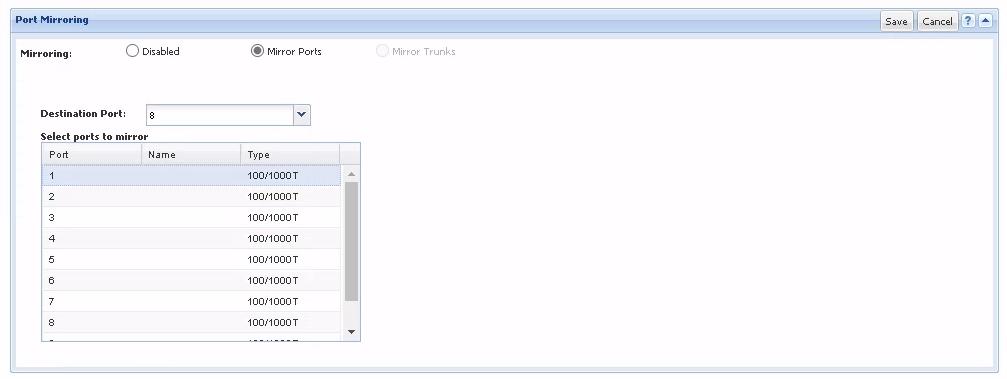 Port Mirroring Save Cancel ?
Mirroring: Disabled Mirror Ports Mirror Trunks
Destination Port: 8
Select ports to mirror
Port Name Type
1 100/1000T
2 100/1000T
3 100/1000T
4 100/1000T
5 100/1000T
6 100/1000T
7 100/1000T
8 100/1000T